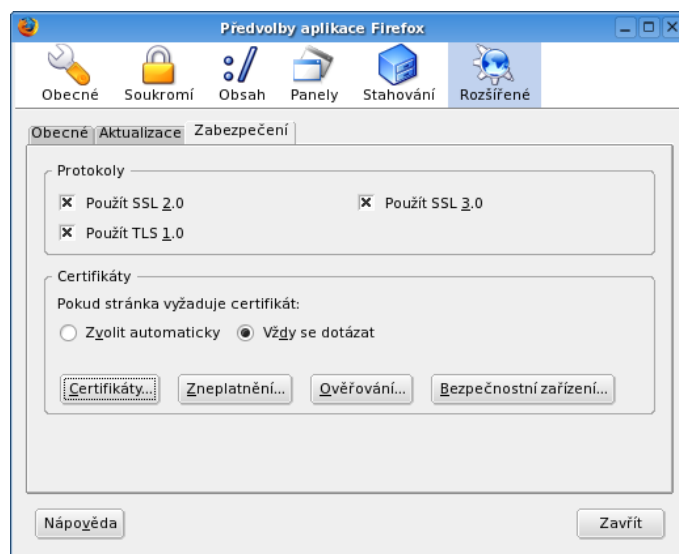 Předvolby aplikace Firefox
Obecné Soukromí Obsah Panely Stahování Rozšířené
Obecné Aktualizace Zabezpečení
Protokoly
Použít SSL 2.0 Použít SSL 3.0
Použít TLS 1.0
Certifikáty
Pokud stránka vyžaduje certifikát:
Zvolit automaticky Vždy se dotázat
Certifikáty... Zneplatnění... Ověřování... Bezpečnostní zařízení...
Nápověda Zavřít